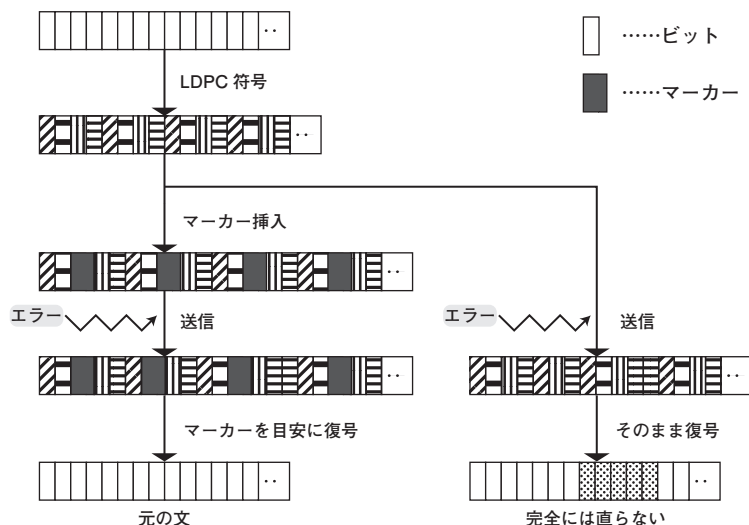 ……ビット
LDPC 符号
……マーカー
マーカー挿入
エラー
送信
エラー
送信
マーカーを目安に復号
そのまま復号
元の文
完全には直らない